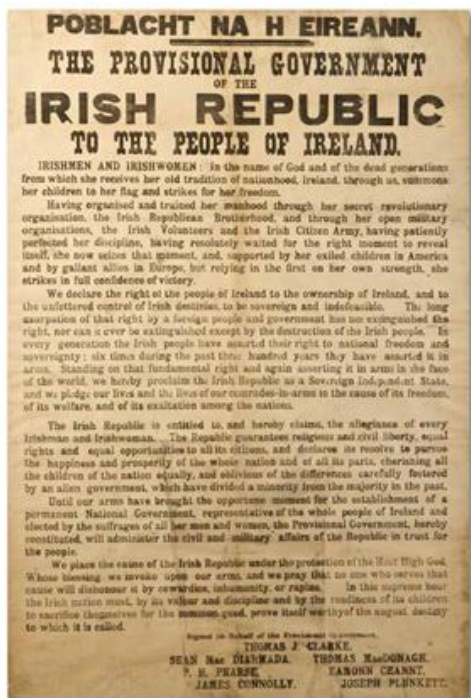 POBLACHT NA H EIREANN.
THE PROVISIONAL GOVERNMENT
OF THE
IRISH REPUBLIC
TO THE PEOPLE OF IRELAND.
IRISHMEN AND IRISHWOMEN: In the name of God and of the dead generations
from which she receives her old tradition of nationhood, Ireland, through us, summons
her children to her flag and strikes for her freedom.
Having organised and trained her manhood through her secret revolutionary
organisation, the Irish Republican Brotherhood, and through her open military
organisations, the Irish Volunteers and the Irish Citizen Army, having patiently
perfected her discipline, having resolutely waited for the right moment to reveal
itself, she now seizes that moment, and, supported by her exiled children in America
and by gallant allies in Europe, but relying in the first on her own strength, she
strikes in full confidence of victory.
We declare the right of the people of Ireland to the ownership of Ireland, and to
the unfettered control of Irish destinies, to be sovereign and indefeasible. The long
usurpation of that right by a foreign people and government has not extinguished the
right, nor can it ever be extinguished except by the destruction of the Irish people. In
every generation the Irish people have asserted their right to national freedom and
sovereignty; six times during the past three hundred years they have asserted it in
arms. Standing on that fundamental right and again asserting it in arms in the face
of the world, we hereby proclaim the Irish Republic as a Sovereign Independent State,
and we pledge our lives and the lives of our comrades-in-arms to the cause of its freedom,
of its welfare, and of its exaltation among the nations.
The Irish Republic is entitled to, and hereby claims, the allegiance of every
Irishman and Irishwoman. The Republic guarantees religious and civil liberty, equal
rights and equal opportunities to all its citizens, and declares its resolve to pursue
the happiness and prosperity of the whole nation and of all its parts, cherishing all
the children of the nation equally, and oblivious of the differences carefully fostered
by an alien government, which have divided a minority from the majority in the past.
Until our arms have brought the opportune moment for the establishment of a
permanent National Government, representative of the whole people of Ireland and
elected by the suffrages of all her men and women, the Provisional Government, hereby
constituted, will administer the civil and military affairs of the Republic in trust for
the people.
We place the cause of the Irish Republic under the protection of the Most High God,
Whose blessing we invoke upon our arms, and we pray that no one who serves that
cause will dishonour it by cowardice, inhumanity, or rapine. In this supreme hour
the Irish nation must, by its valour and discipline and by the readiness of its children
to sacrifice themselves for the common good, prove itself worthy of the august destiny
to which it is called.
Signed on Behalf of the Provisional Government,
THOMAS J. CLARKE,
SEAN Mac DIARMADA, THOMAS MacDONAGH,
P. H. PEARSE, EAMONN CEANNT,
JAMES CONNOLLY, JOSEPH PLUNKETT.